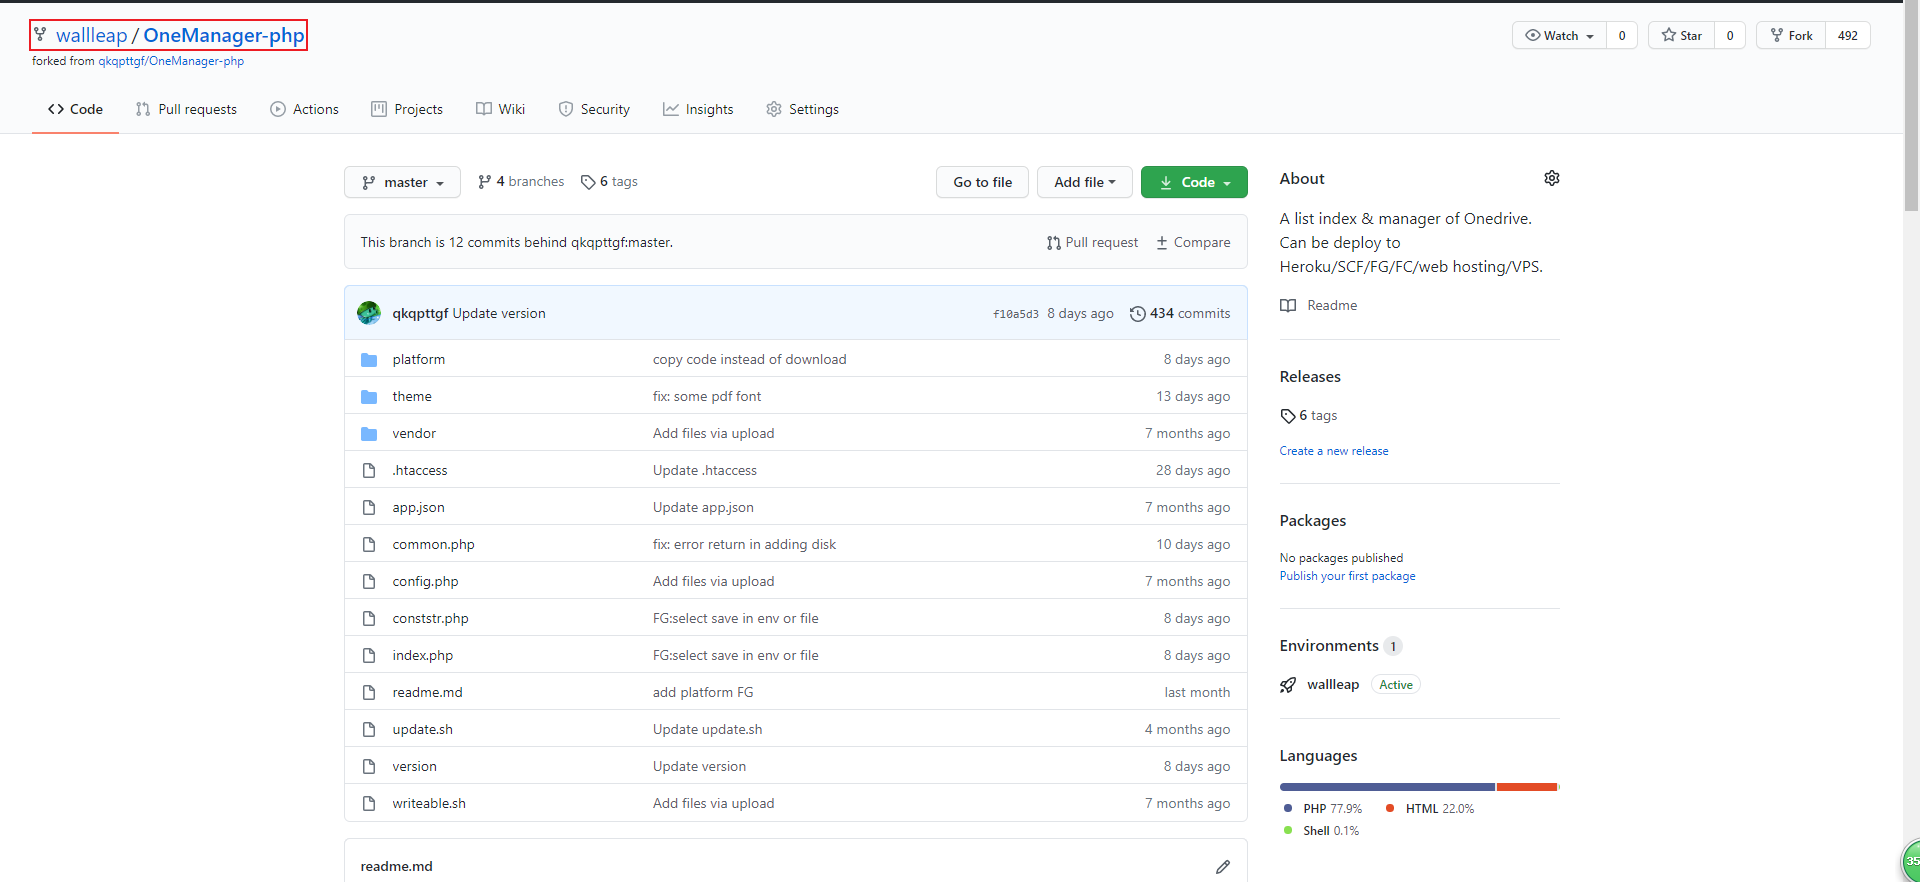 wallleap / OneManager-php
Watch 0 Star 0 Fork 492
forked from qkqpttgf/OneManager-php
Code Pull requests Actions Projects Wiki Security Insights Settings
master 4 branches 6 tags Go to file Add file Code
This branch is 12 commits behind qkqpttgf:master. Pull request Compare
qkqpttgf Update version f10a5d3 8 days ago 434 commits
platform copy code instead of download 8 days ago
theme fix: some pdf font 13 days ago
vendor Add files via upload 7 months ago
.htaccess Update .htaccess 28 days ago
app.json Update app.json 7 months ago
common.php fix: error return in adding disk 10 days ago
config.php Add files via upload 7 months ago
conststr.php FG:select save in env or file 8 days ago
index.php FG:select save in env or file 8 days ago
readme.md add platform FG last month
update.sh Update update.sh 4 months ago
version Update version 8 days ago
writeable.sh Add files via upload 7 months ago
readme.md
About
A list index & manager of Onedrive.
Can be deploy to
Heroku/SCF/FG/FC/web hosting/VPS.
Readme
Releases
6 tags
Create a new release
Packages
No packages published
Publish your first package
Environments 1
wallleap Active
Languages
PHP 77.9% HTML 22.0%
Shell 0.1%